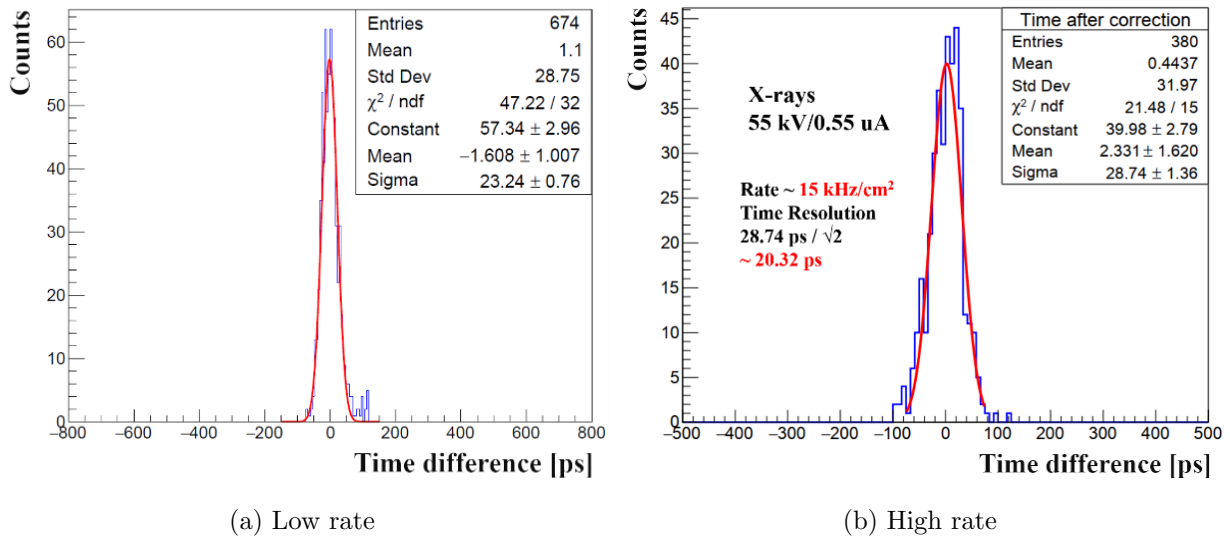 Counts
Entries 674
Mean 1.1
Std Dev 28.75
χ² / ndf 47.22 / 32
Constant 57.34 ± 2.96
Mean −1.608 ± 1.007
Sigma 23.24 ± 0.76
60
50
40
30
20
10
0
−800 −600 −400 −200 0 200 400 600 800
Time difference [ps]
(a) Low rate
Counts
Time after correction
Entries 380
Mean 0.4437
Std Dev 31.97
χ² / ndf 21.48 / 15
Constant 39.98 ± 2.79
Mean 2.331 ± 1.620
Sigma 28.74 ± 1.36
X-rays
55 kV/0.55 uA
Rate ~ 15 kHz/cm²
Time Resolution
28.74 ps / √2
~ 20.32 ps
45
40
35
30
25
20
15
10
5
0
−500 −400 −300 −200 −100 0 100 200 300 400 500
Time difference [ps]
(b) High rate